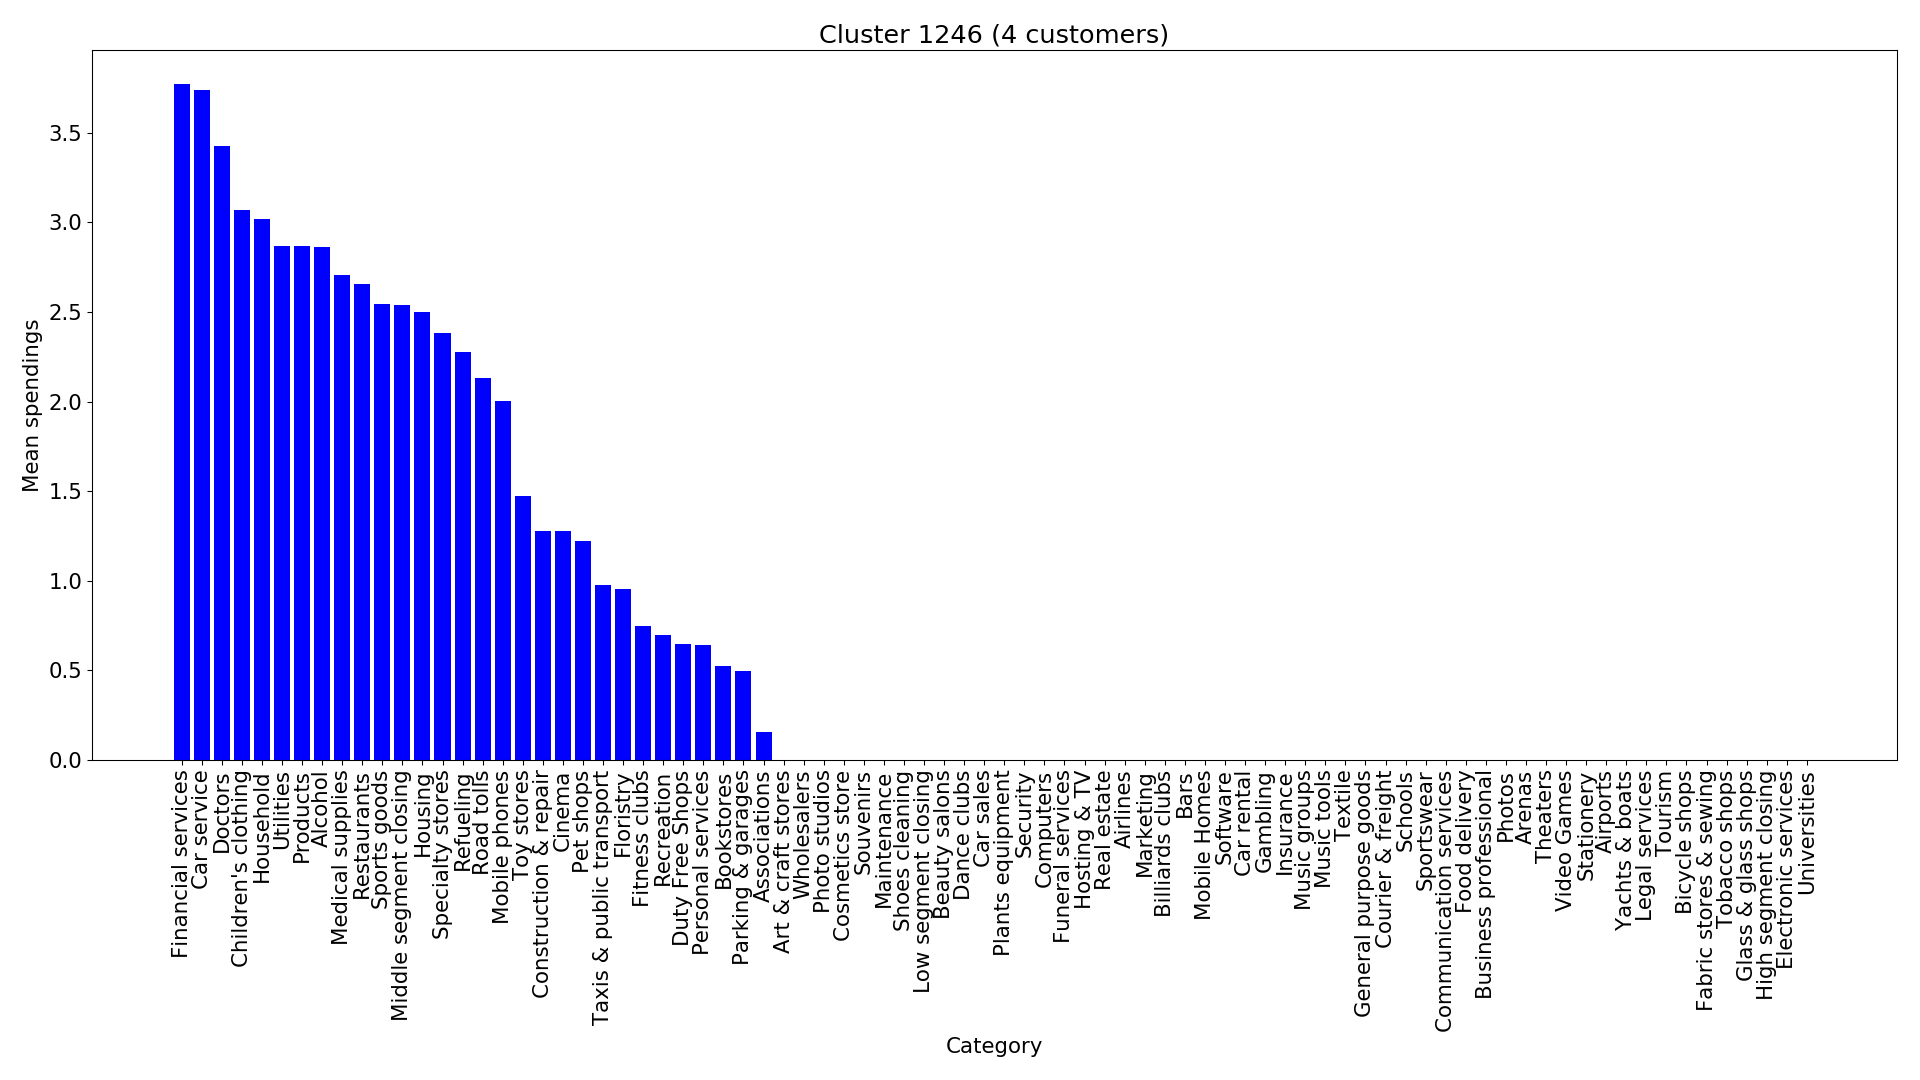 Cluster 1246 (4 customers)
Mean spendings
3.5
3.0
2.5
2.0
1.5
1.0
0.5
0.0
Financial services
Car service
Doctors
Children's clothing
Household
Utilities
Products
Alcohol
Medical supplies
Restaurants
Sports goods
Middle segment closing
Housing
Specialty stores
Refueling
Road tolls
Mobile phones
Toy stores
Construction & repair
Cinema
Pet shops
Taxis & public transport
Floristry
Fitness clubs
Recreation
Duty Free Shops
Personal services
Bookstores
Parking & garages
Associations
Art & craft stores
Wholesalers
Photo studios
Cosmetics store
Souvenirs
Maintenance
Shoes cleaning
Low segment closing
Beauty salons
Dance clubs
Car sales
Plants equipment
Security
Computers
Funeral services
Hosting & TV
Real estate
Airlines
Marketing
Billiards clubs
Bars
Mobile Homes
Software
Car rental
Gambling
Insurance
Music groups
Music tools
Textile
General purpose goods
Courier & freight
Schools
Sportswear
Communication services
Food delivery
Business professional
Photos
Arenas
Theaters
Video Games
Stationery
Airports
Yachts & boats
Legal services
Tourism
Bicycle shops
Fabric stores & sewing
Tobacco shops
Glass & glass shops
High segment closing
Electronic services
Universities
Category